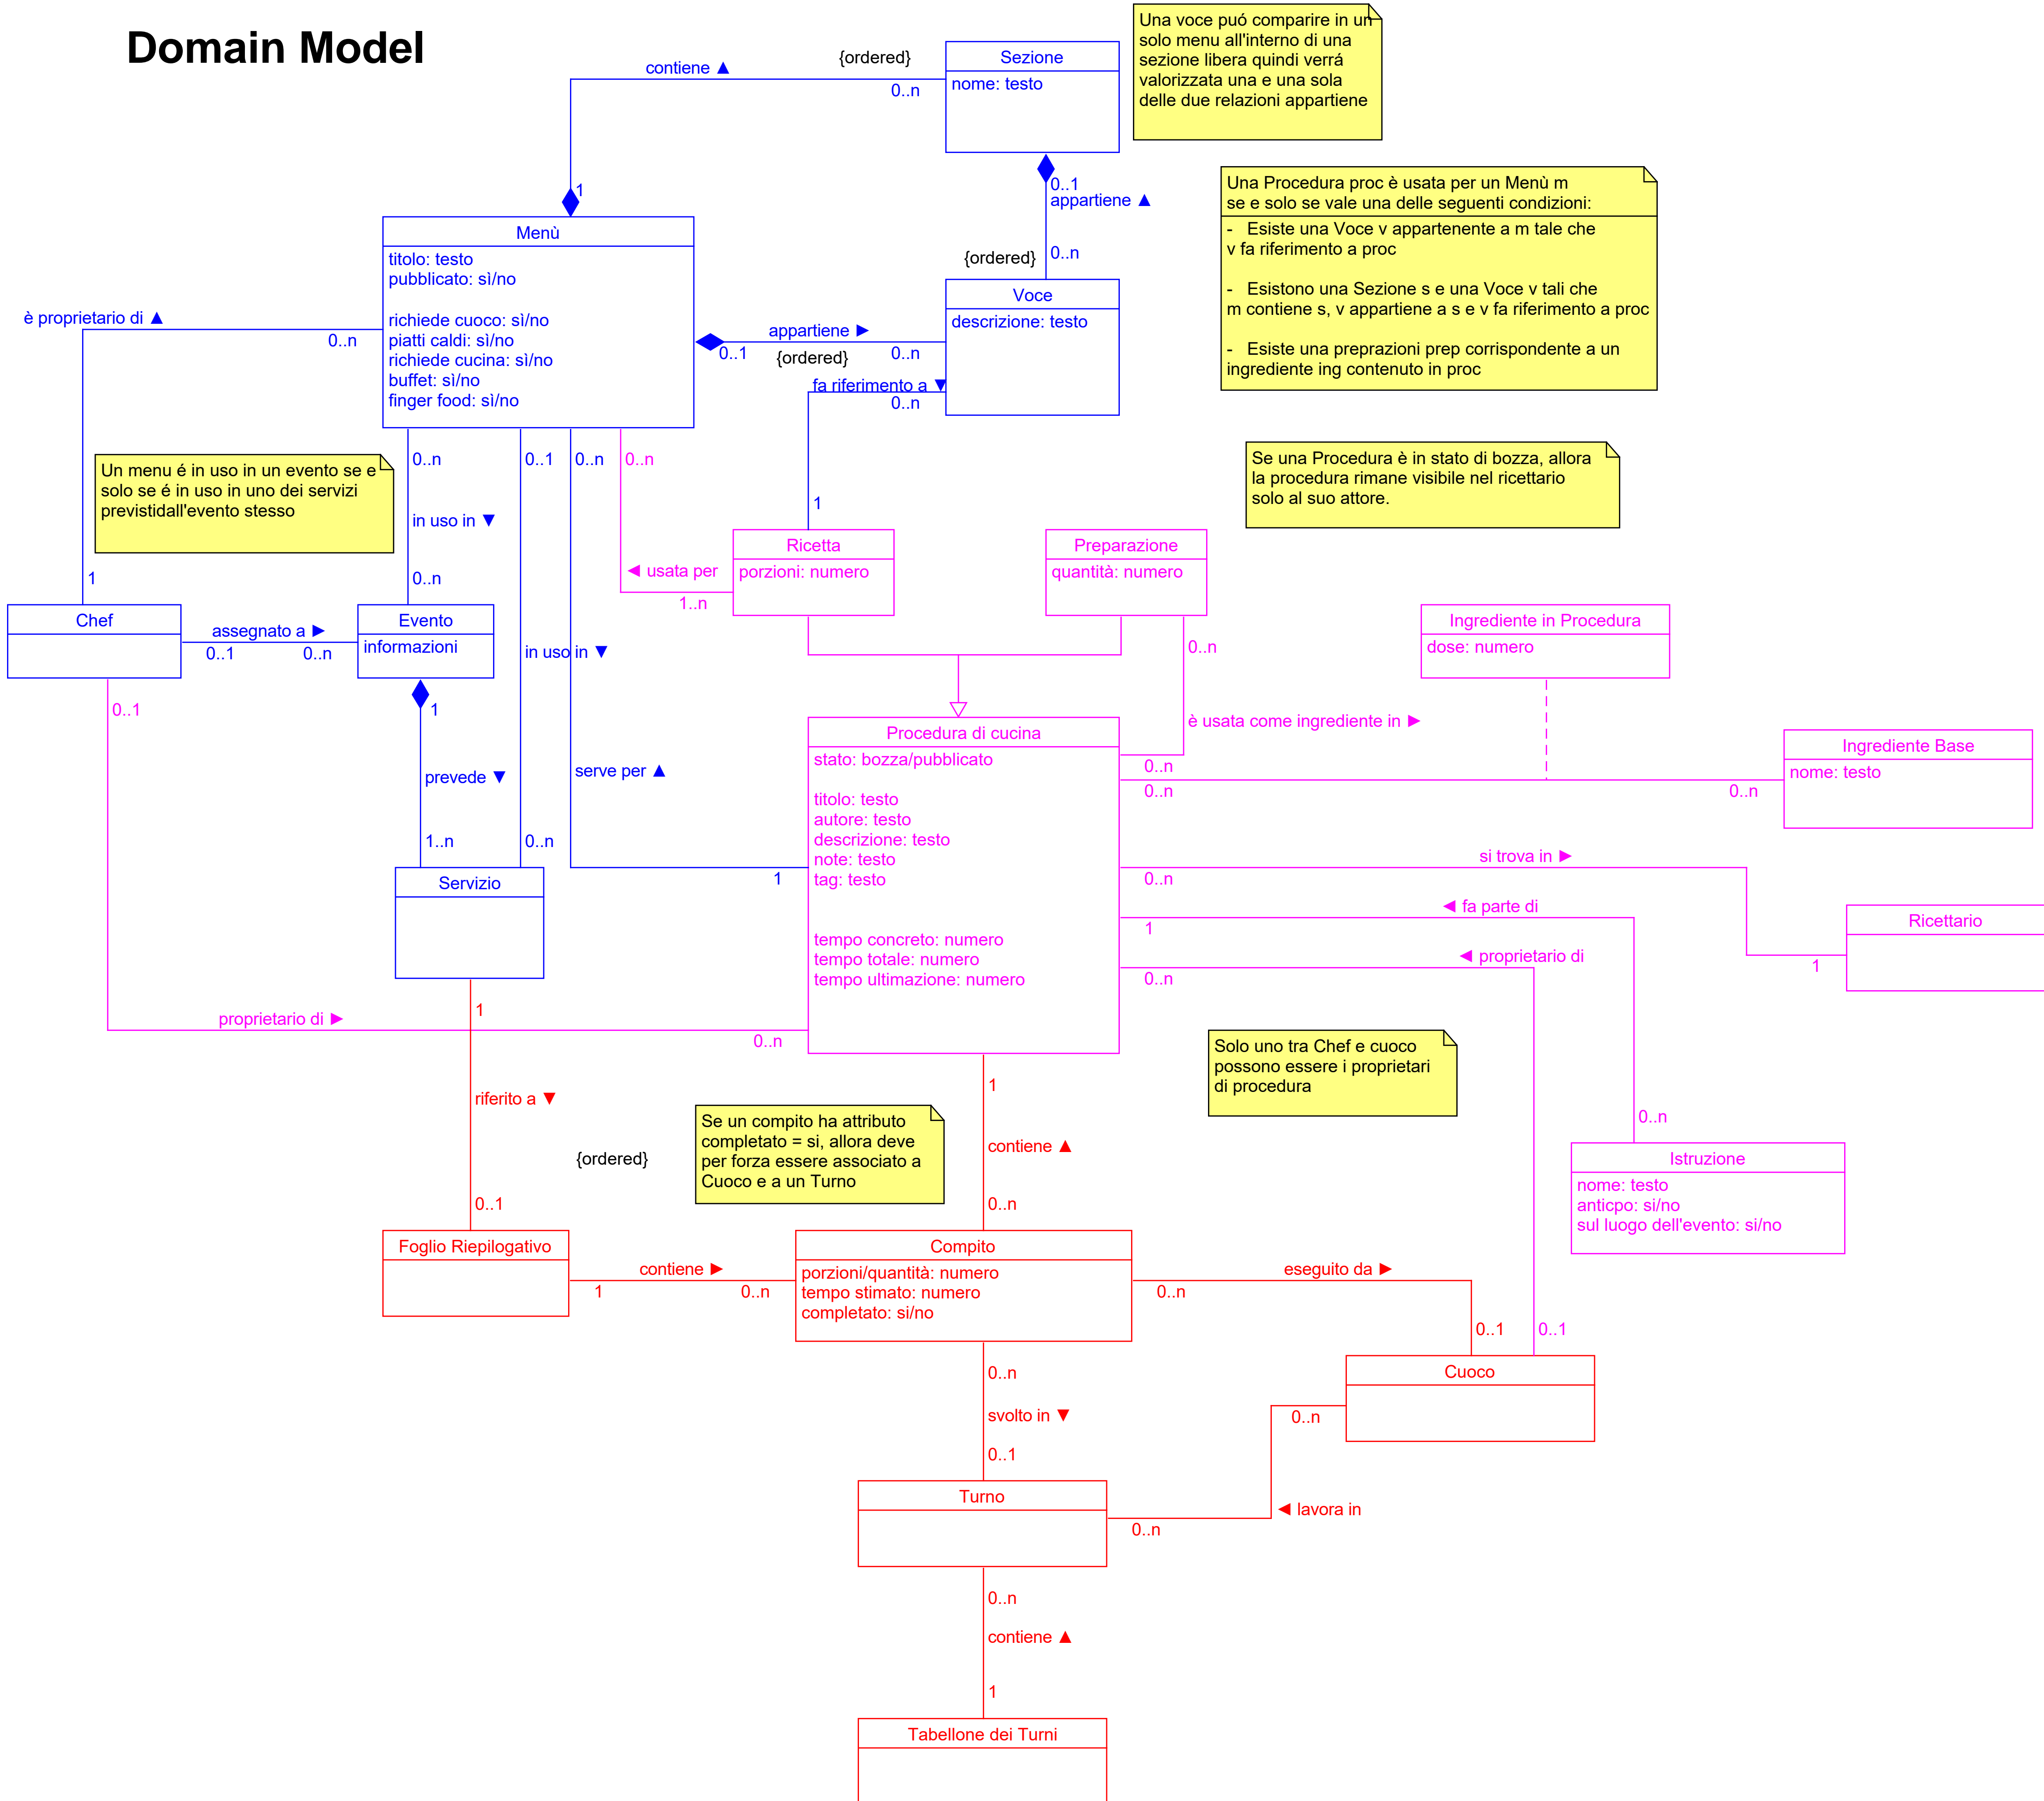 Domain Model
Una voce puó comparire in un
solo menu all'interno di una
sezione libera quindi verrá
valorizzata una e una sola
delle due relazioni appartiene
contiene ▲
{ordered}
0..n
1
Sezione
nome: testo
0..1
appartiene ▲
{ordered}
0..n
Una Procedura proc è usata per un Menù m
se e solo se vale una delle seguenti condizioni:
- Esiste una Voce v appartenente a m tale che
v fa riferimento a proc
- Esistono una Sezione s e una Voce v tali che
m contiene s, v appartiene a s e v fa riferimento a proc
- Esiste una preprazioni prep corrispondente a un
ingrediente ing contenuto in proc
Menù
titolo: testo
pubblicato: sì/no
richiede cuoco: sì/no
piatti caldi: sì/no
richiede cucina: sì/no
buffet: sì/no
finger food: sì/no
Voce
descrizione: testo
è proprietario di ▲
0..n
appartiene ►
0..1
{ordered}
0..n
fa riferimento a ▼
0..n
Un menu é in uso in un evento se e
solo se é in uso in uno dei servizi
previstidall'evento stesso
0..n
0..1
0..n
0..n
in uso in ▼
1
Se una Procedura è in stato di bozza, allora
la procedura rimane visibile nel ricettario
solo al suo attore.
Ricetta
porzioni: numero
Preparazione
quantità: numero
◄ usata per
1..n
1
0..n
Chef
assegnato a ►
0..1
0..n
Evento
informazioni
in uso in ▼
0..n
Ingrediente in Procedura
dose: numero
0..1
1
è usata come ingrediente in ►
Procedura di cucina
stato: bozza/pubblicato
titolo: testo
autore: testo
descrizione: testo
note: testo
tag: testo
tempo concreto: numero
tempo totale: numero
tempo ultimazione: numero
0..n
0..n
0..n
Ingrediente Base
nome: testo
prevede ▼
serve per ▲
1..n
0..n
1
Servizio
si trova in ►
0..n
◄ fa parte di
1
◄ proprietario di
0..n
Ricettario
1
1
proprietario di ►
0..n
Solo uno tra Chef e cuoco
possono essere i proprietari
di procedura
riferito a ▼
{ordered}
0..1
Se un compito ha attributo
completato = si, allora deve
per forza essere associato a
Cuoco e a un Turno
1
contiene ▲
0..n
0..n
Istruzione
nome: testo
anticpo: si/no
sul luogo dell'evento: si/no
Foglio Riepilogativo
contiene ►
1
0..n
Compito
porzioni/quantità: numero
tempo stimato: numero
completato: si/no
eseguito da ►
0..n
0..1
0..1
Cuoco
0..n
svolto in ▼
0..1
0..n
Turno
◄ lavora in
0..n
0..n
contiene ▲
1
Tabellone dei Turni